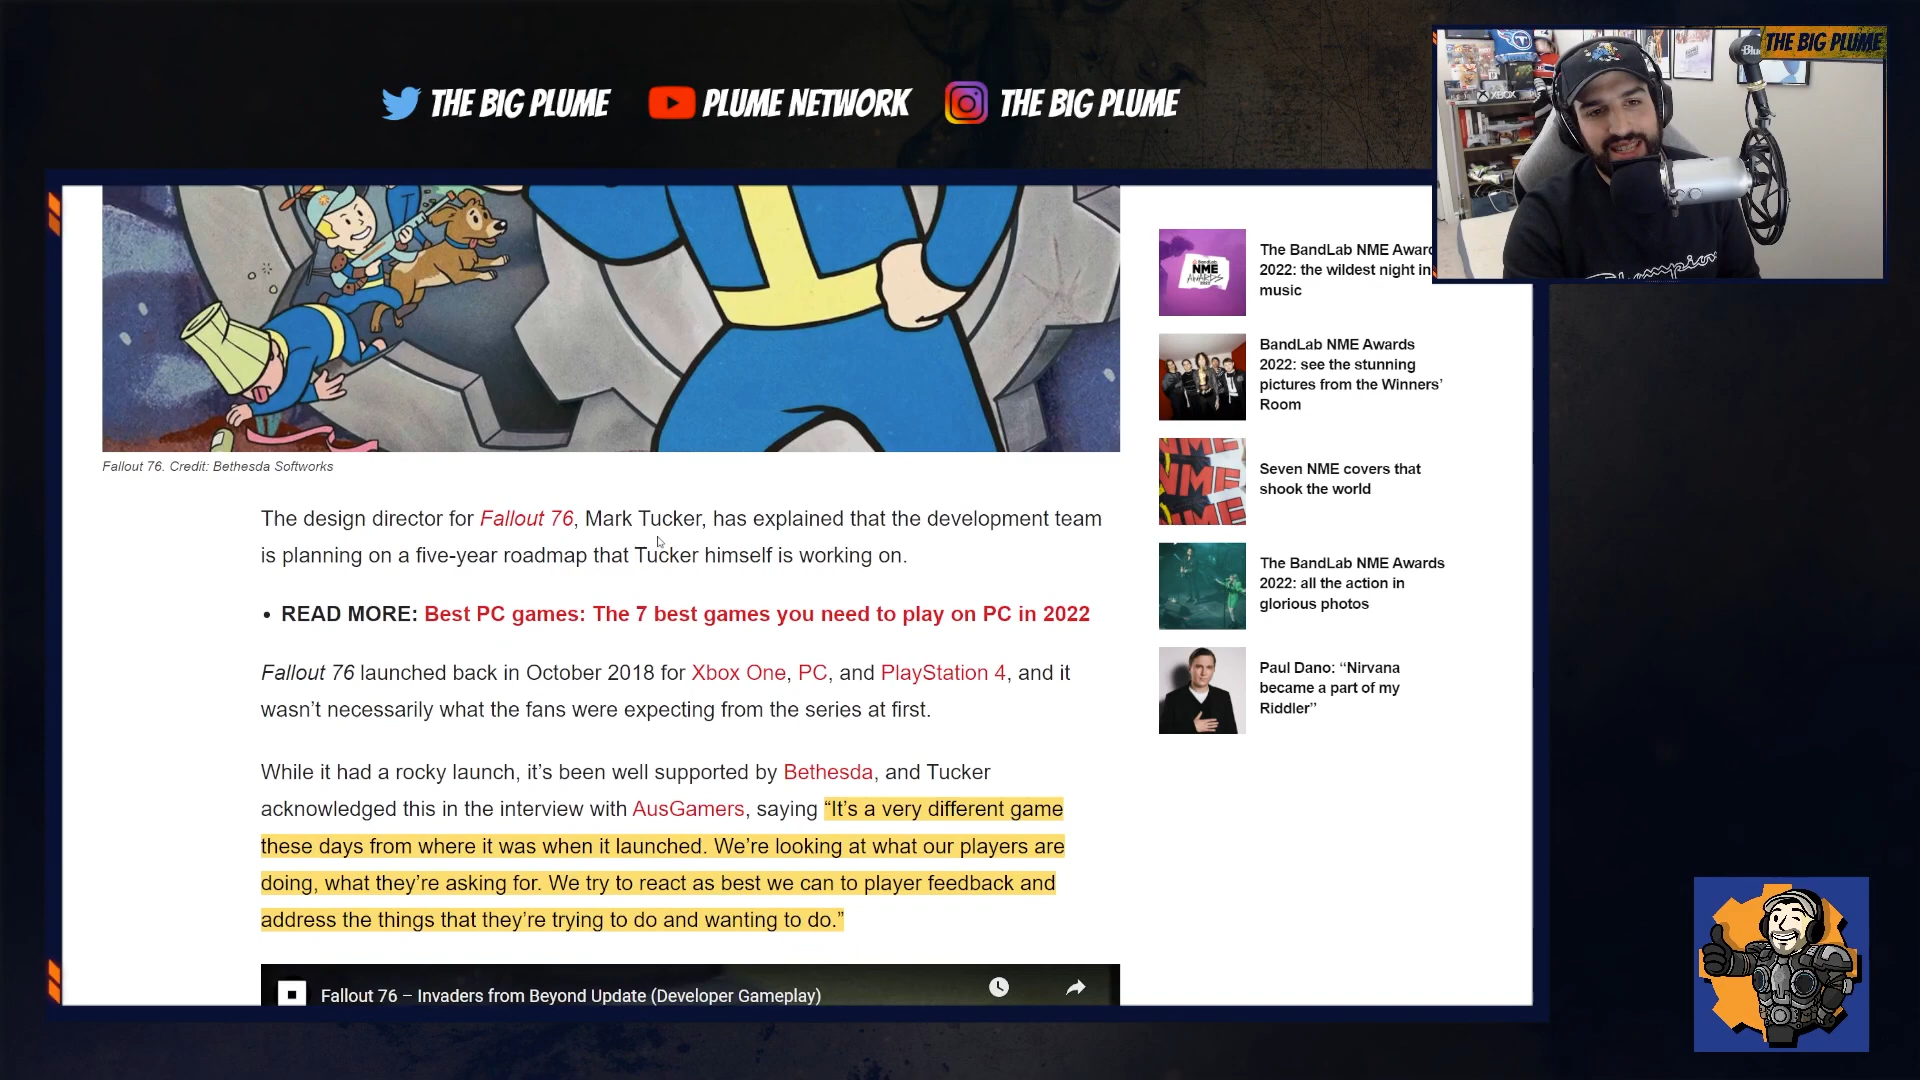 THE BIG PLUME
PLUME NETWORK
THE BIG PLUME
THE BIG PLUME
Blue
XBOX
Champion
Fallout 76. Credit: Bethesda Softworks
The design director for Fallout 76, Mark Tucker, has explained that the development team
is planning on a five-year roadmap that Tucker himself is working on.
• READ MORE: Best PC games: The 7 best games you need to play on PC in 2022
Fallout 76 launched back in October 2018 for Xbox One, PC, and PlayStation 4, and it
wasn’t necessarily what the fans were expecting from the series at first.
While it had a rocky launch, it’s been well supported by Bethesda, and Tucker
acknowledged this in the interview with AusGamers, saying “It’s a very different game
these days from where it was when it launched. We’re looking at what our players are
doing, what they’re asking for. We try to react as best we can to player feedback and
address the things that they’re trying to do and wanting to do.”
Fallout 76 – Invaders from Beyond Update (Developer Gameplay)
NME
AWARDS
The BandLab NME Award
2022: the wildest night in
music
BandLab NME Awards
2022: see the stunning
pictures from the Winners’
Room
NME
NME
NME
Seven NME covers that
shook the world
The BandLab NME Awards
2022: all the action in
glorious photos
Paul Dano: “Nirvana
became a part of my
Riddler”